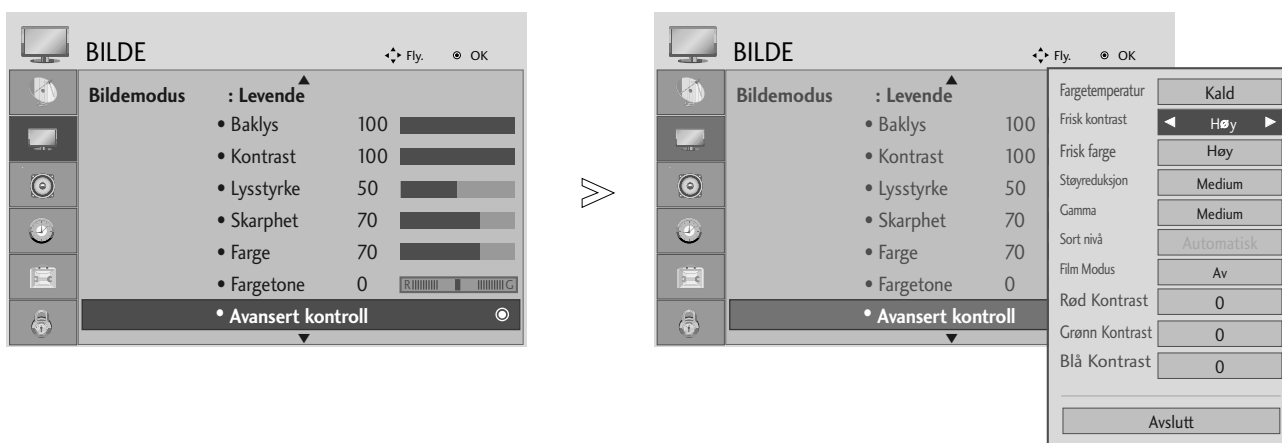 BILDE
Fly. OK
Bildemodus : Levende
• Baklys 100
• Kontrast 100
• Lysstyrke 50
• Skarphet 70
• Farge 70
• Fargetone 0 R G
• Avansert kontroll
BILDE
Fly. OK
Bildemodus : Levende
• Baklys 100
• Kontrast 100
• Lysstyrke 50
• Skarphet 70
• Farge 70
• Fargetone 0
• Avansert kontroll
Fargetemperatur Kald
Frisk kontrast Høy
Frisk farge Høy
Støyreduksjon Medium
Gamma Medium
Sort nivå Automatisk
Film Modus Av
Rød Kontrast 0
Grønn Kontrast 0
Blå Kontrast 0
Avslutt